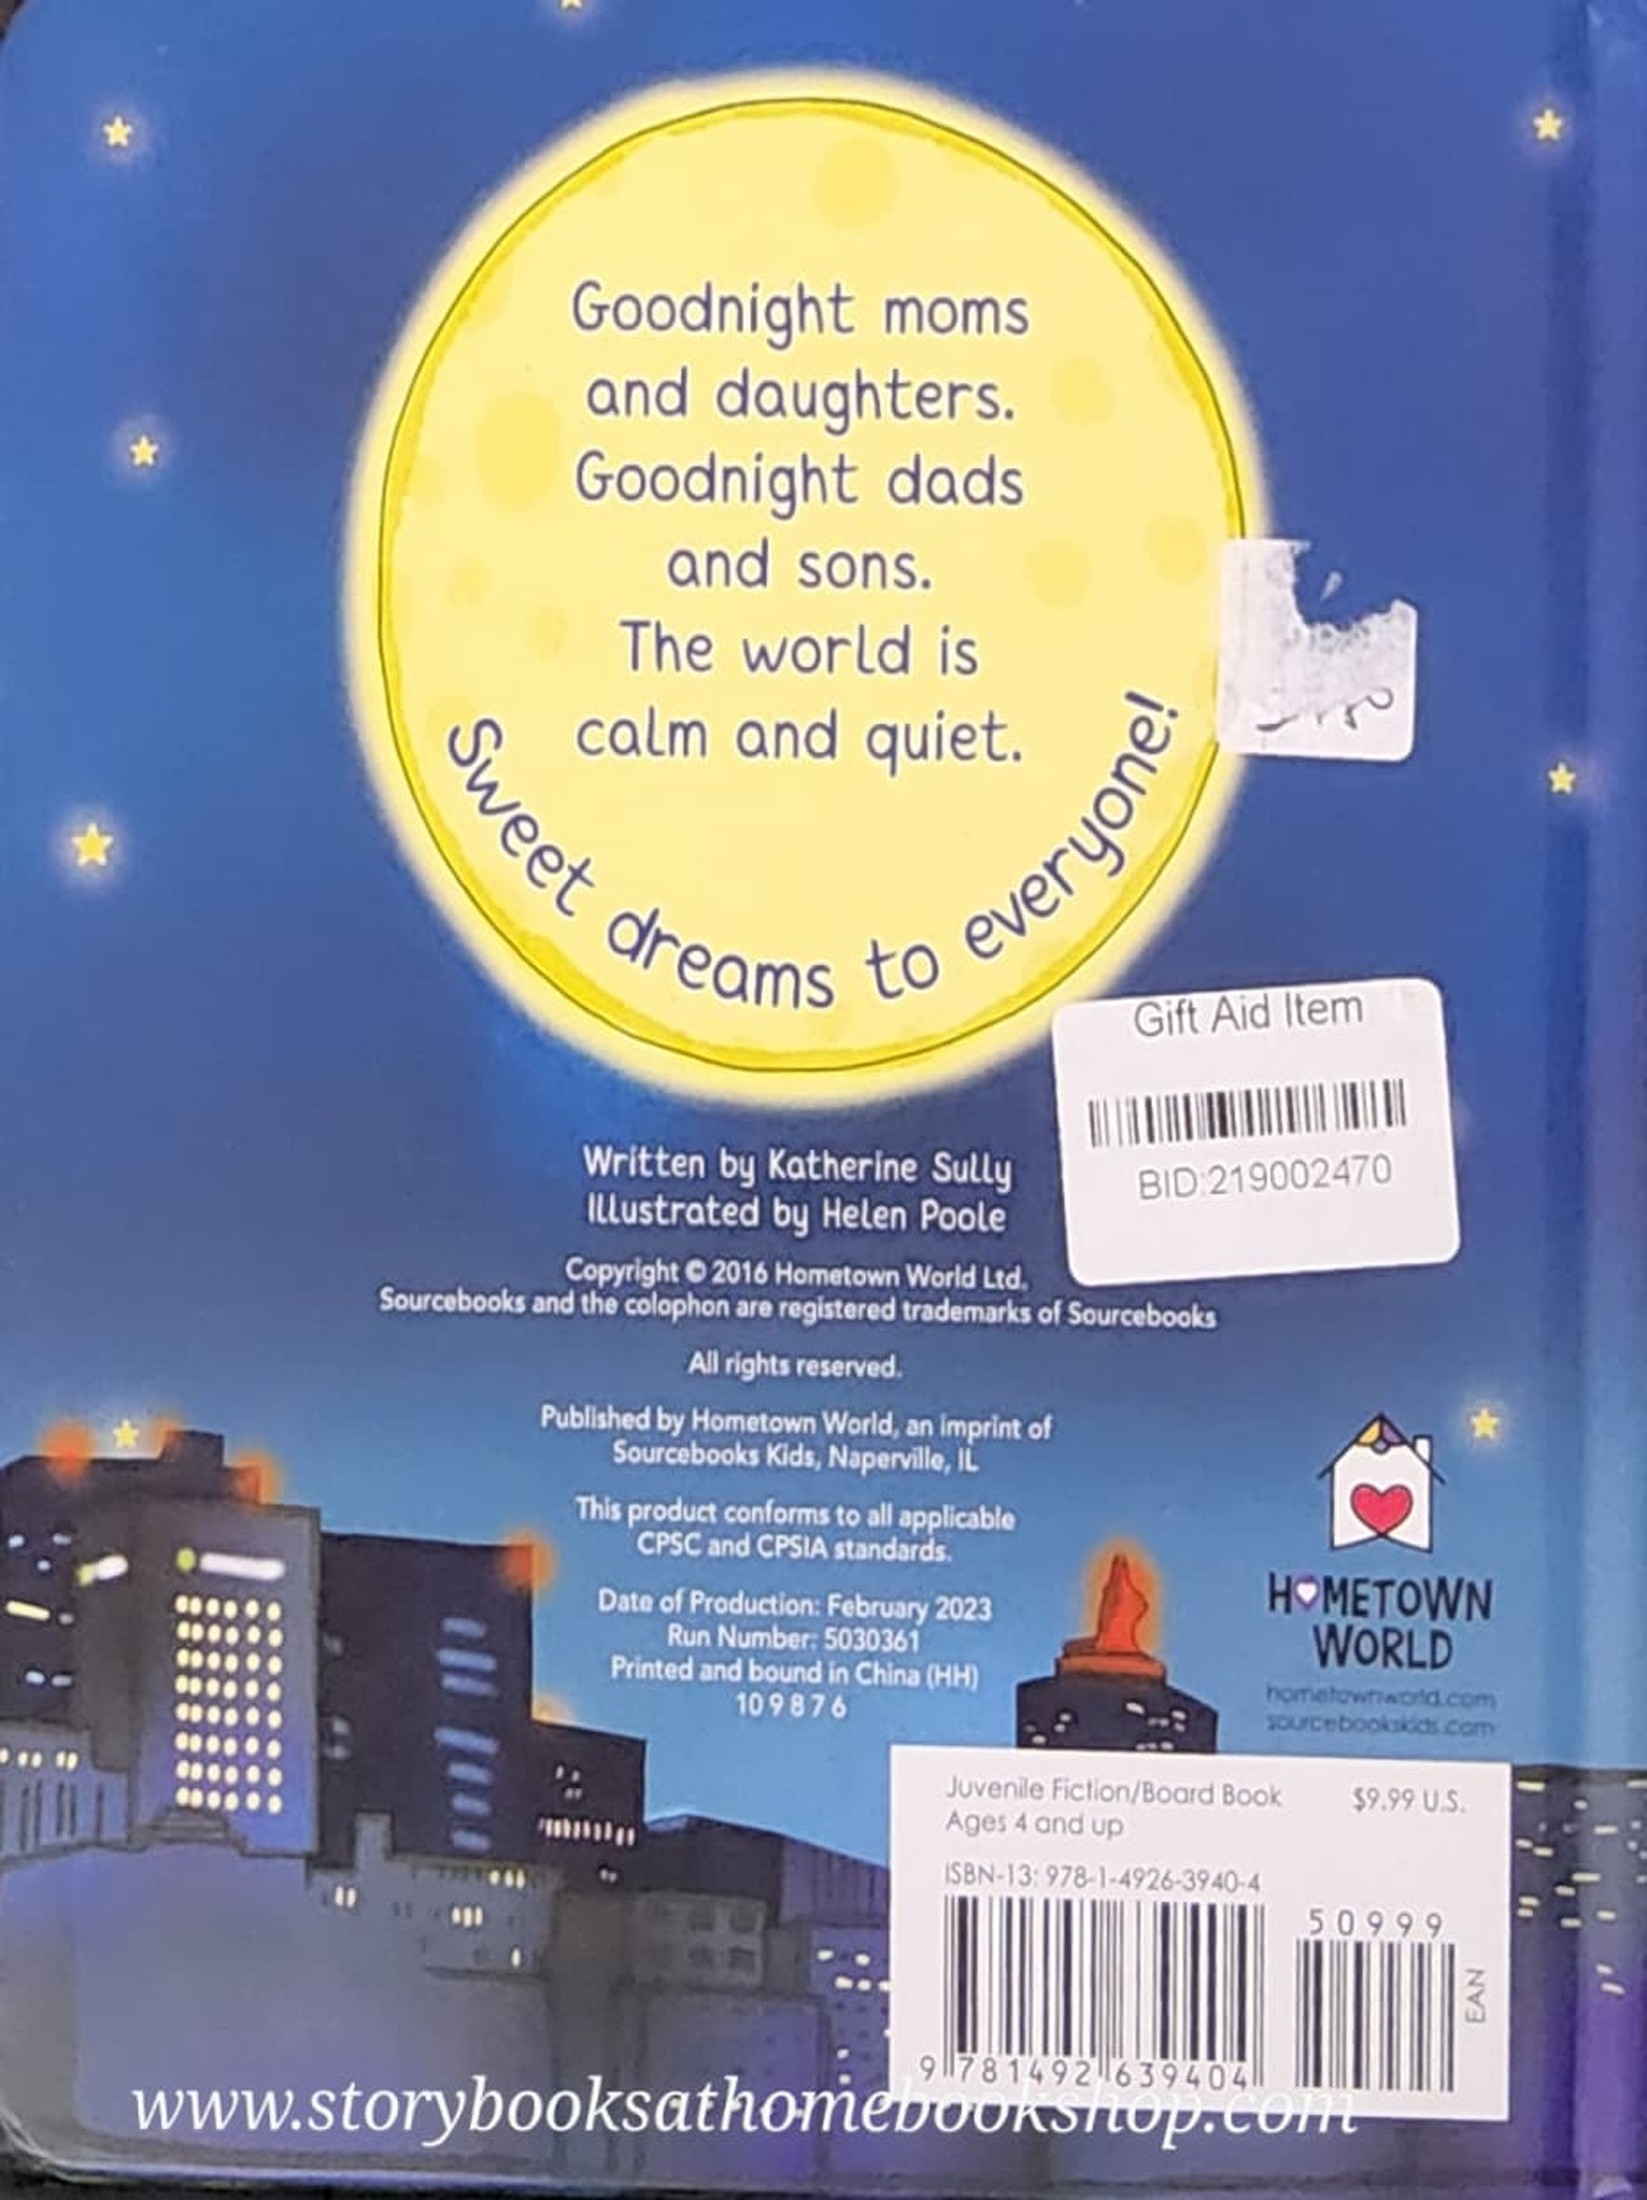 Goodnight moms
and daughters.
Goodnight dads
and sons.
The world is
calm and quiet.
Sweet dreams to everyone!
Gift Aid Item
BID:219002470
Written by Katherine Sully
Illustrated by Helen Poole
Copyright © 2016 Hometown World Ltd.
Sourcebooks and the colophon are registered trademarks of Sourcebooks
All rights reserved.
Published by Hometown World, an imprint of
Sourcebooks Kids, Naperville, IL
This product conforms to all applicable
CPSC and CPSIA standards.
Date of Production: February 2023
Run Number: 5030361
Printed and bound in China (HH)
10 9 8 7 6
HOMETOWN
WORLD
hometownworld.com
sourcebookskids.com
Juvenile Fiction/Board Book $9.99 U.S.
Ages 4 and up
ISBN-13: 978-1-4926-3940-4
50999
EAN
9 781492 639404
www.storybooksathomebookshop.com